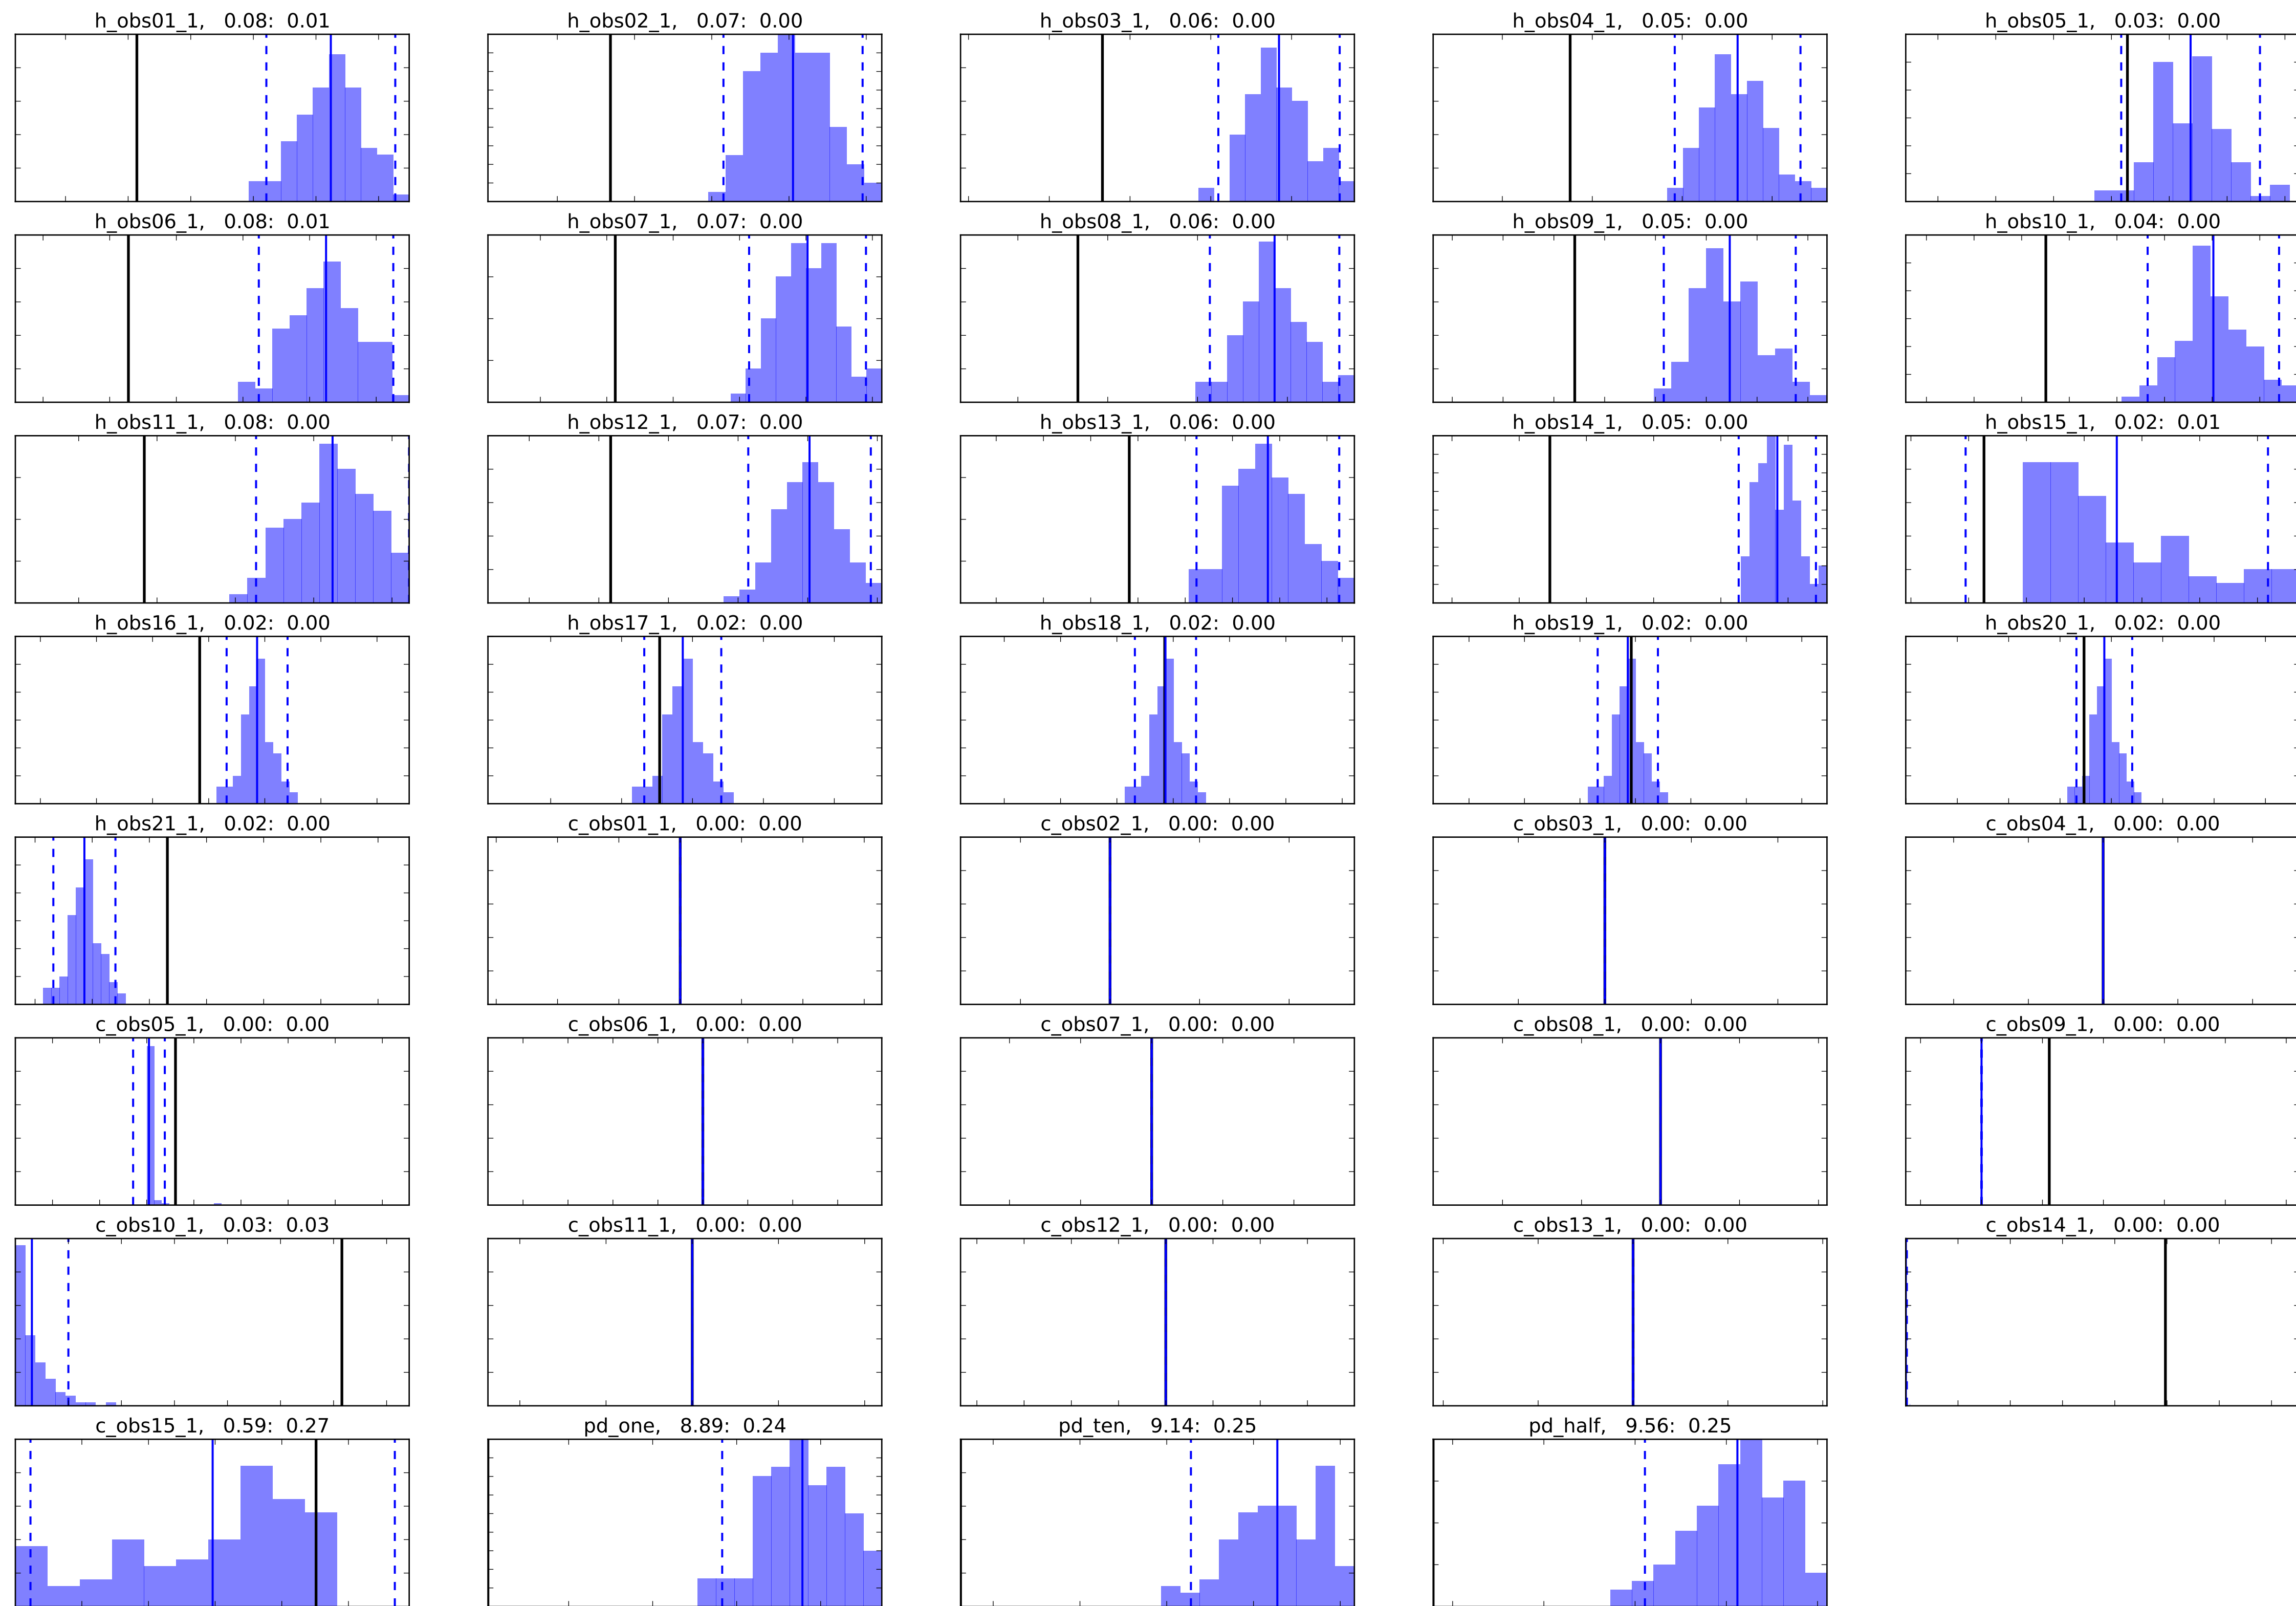 h_obs01_1,   0.08:  0.01
h_obs02_1,   0.07:  0.00
h_obs03_1,   0.06:  0.00
h_obs04_1,   0.05:  0.00
h_obs05_1,   0.03:  0.00
h_obs06_1,   0.08:  0.01
h_obs07_1,   0.07:  0.00
h_obs08_1,   0.06:  0.00
h_obs09_1,   0.05:  0.00
h_obs10_1,   0.04:  0.00
h_obs11_1,   0.08:  0.00
h_obs12_1,   0.07:  0.00
h_obs13_1,   0.06:  0.00
h_obs14_1,   0.05:  0.00
h_obs15_1,   0.02:  0.01
h_obs16_1,   0.02:  0.00
h_obs17_1,   0.02:  0.00
h_obs18_1,   0.02:  0.00
h_obs19_1,   0.02:  0.00
h_obs20_1,   0.02:  0.00
h_obs21_1,   0.02:  0.00
c_obs01_1,   0.00:  0.00
c_obs02_1,   0.00:  0.00
c_obs03_1,   0.00:  0.00
c_obs04_1,   0.00:  0.00
c_obs05_1,   0.00:  0.00
c_obs06_1,   0.00:  0.00
c_obs07_1,   0.00:  0.00
c_obs08_1,   0.00:  0.00
c_obs09_1,   0.00:  0.00
c_obs10_1,   0.03:  0.03
c_obs11_1,   0.00:  0.00
c_obs12_1,   0.00:  0.00
c_obs13_1,   0.00:  0.00
c_obs14_1,   0.00:  0.00
c_obs15_1,   0.59:  0.27
pd_one,   8.89:  0.24
pd_ten,   9.14:  0.25
pd_half,   9.56:  0.25